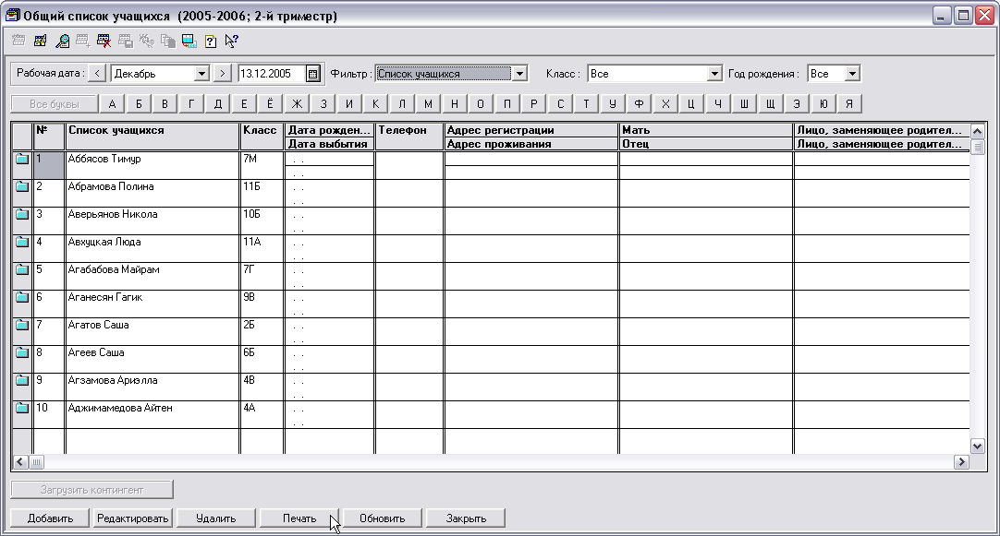 Общий список учащихся (2005-2006; 2-й триместр)
Рабочая дата : < Декабрь > 13.12.2005 Фильтр : Список учащихся Класс : Все Год рождения : Все
Все буквы А Б В Г Д Е Ё Ж З И К Л М Н О П Р С Т У Ф Х Ц Ч Ш Щ Э Ю Я
№ Список учащихся Класс Дата рожден... Телефон Адрес регистрации Мать Лицо, заменяющее родител...
Дата выбытия Адрес проживания Отец Лицо, заменяющее родител...
1 Аббясов Тимур 7М . .
. .
2 Абрамова Полина 11Б . .
. .
3 Аверьянов Никола 10Б . .
. .
4 Авхуцкая Люда 11А . .
. .
5 Агабабова Майрам 7Г . .
. .
6 Аганесян Гагик 9В . .
. .
7 Агатов Саша 2Б . .
. .
8 Агеев Саша 6Б . .
. .
9 Агзамова Ариэлла 4В . .
. .
10 Аджимамедова Айтен 4А . .
. .
Загрузить контингент
Добавить Редактировать Удалить Печать Обновить Закрыть